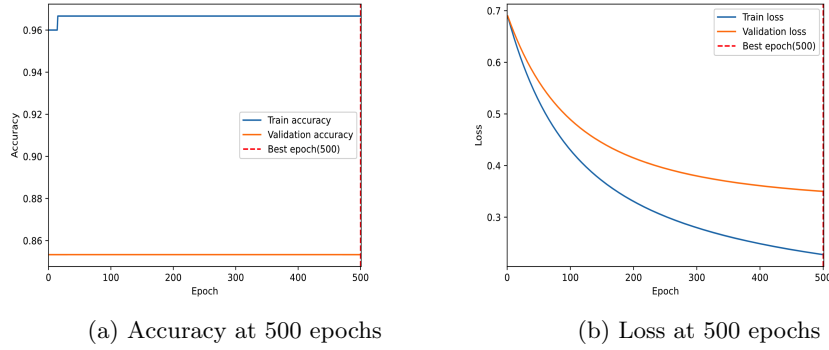 0.96
0.94
0.92
0.90
0.88
0.86
Accuracy
Train accuracy
Validation accuracy
Best epoch(500)
0 100 200 300 400 500
Epoch
(a) Accuracy at 500 epochs
0.7
0.6
0.5
0.4
0.3
Loss
Train loss
Validation loss
Best epoch(500)
0 100 200 300 400 500
Epoch
(b) Loss at 500 epochs